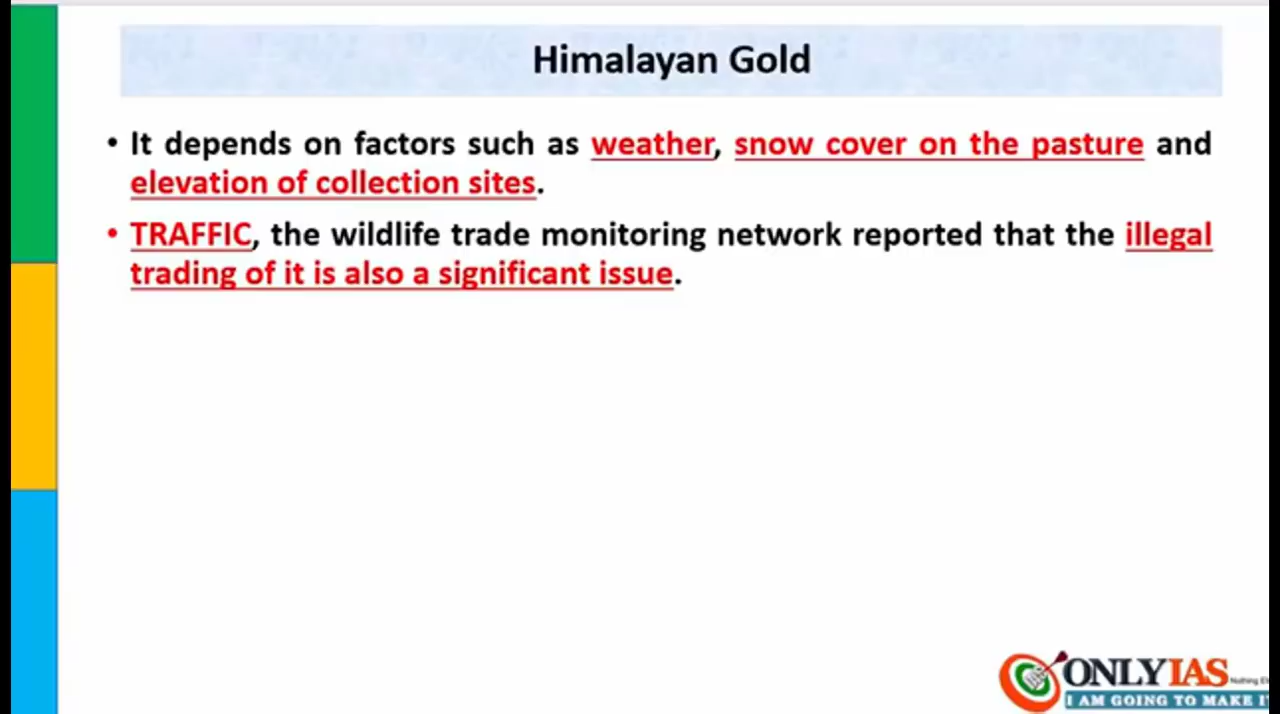 Himalayan Gold
• It depends on factors such as weather, snow cover on the pasture and
elevation of collection sites.
• TRAFFIC, the wildlife trade monitoring network reported that the illegal
trading of it is also a significant issue.
ONLYIAS
I AM GOING TO MAKE